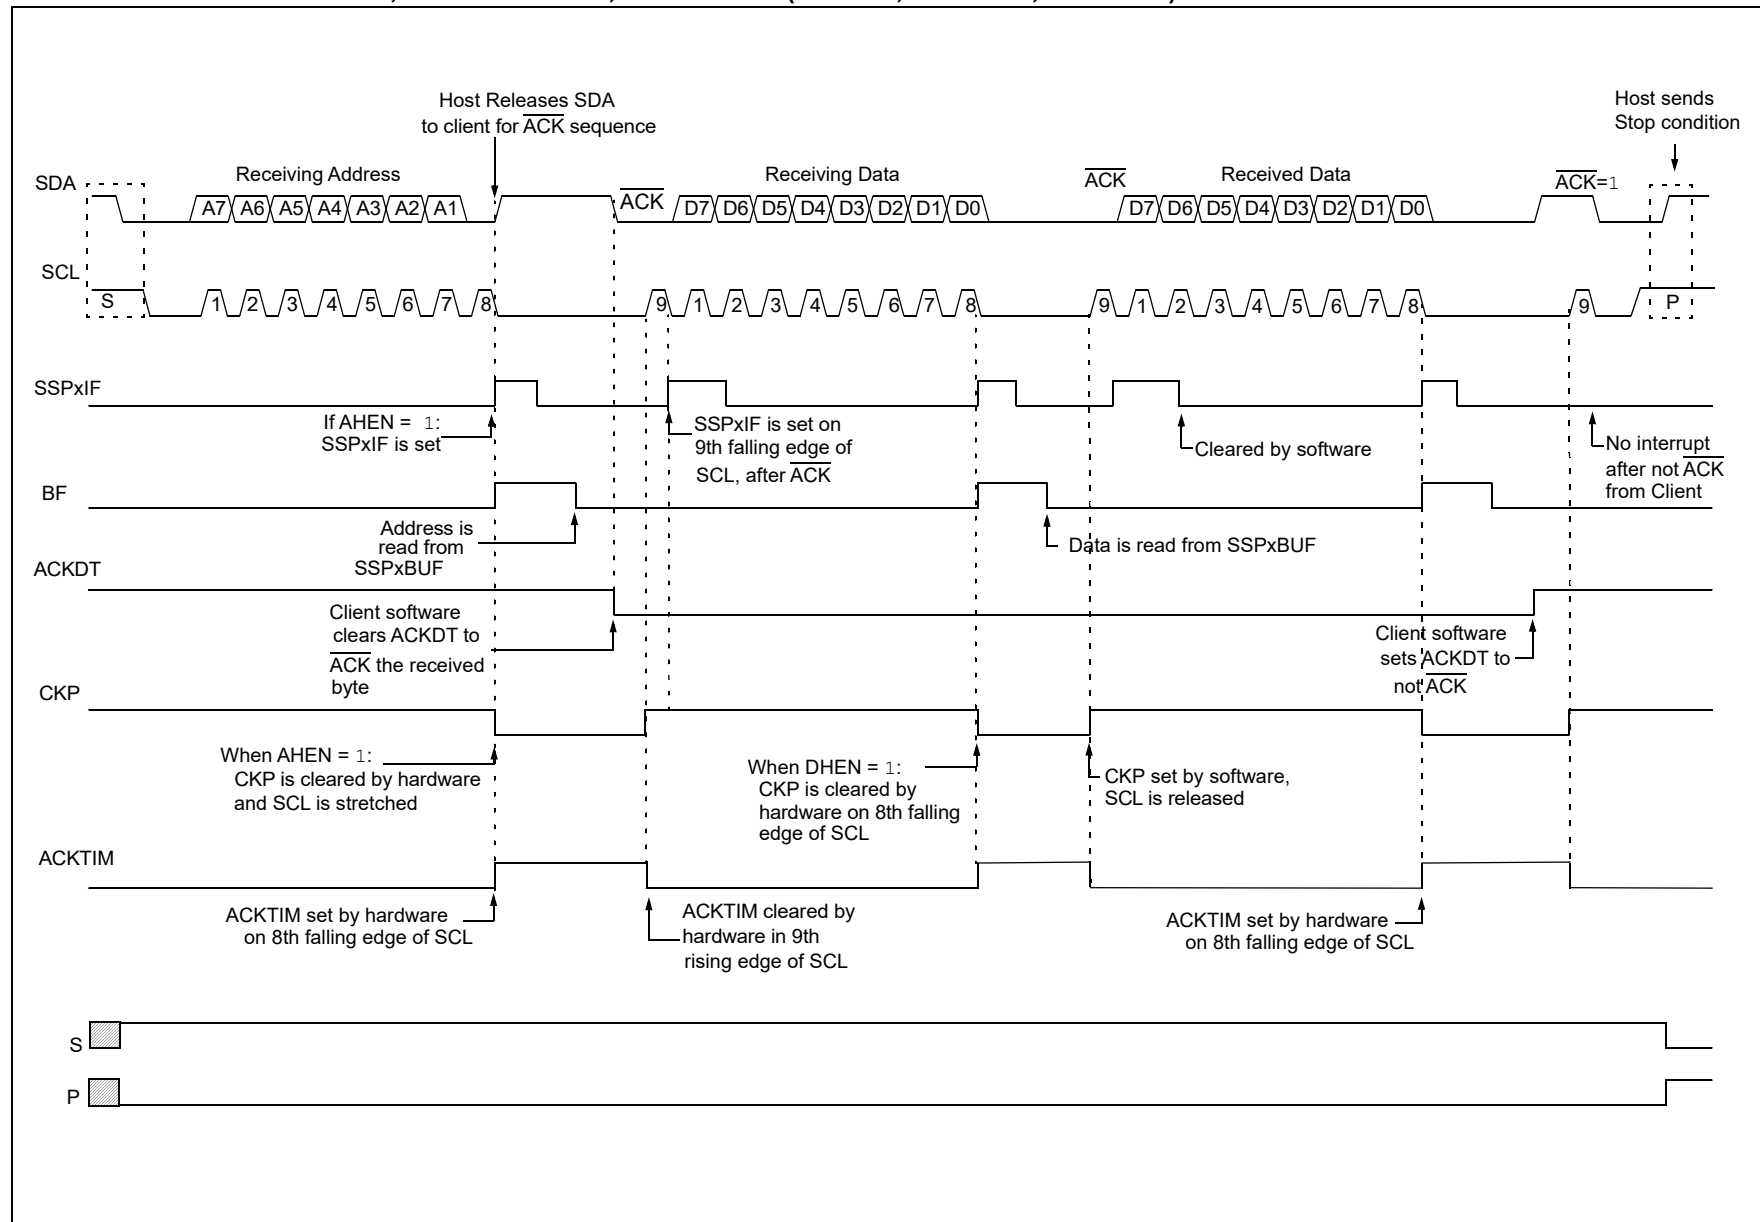 Host Releases SDA
to client for ACK sequence
Host sends
Stop condition
SDA
Receiving Address
ACK
Receiving Data
ACK
Received Data
ACK=1
A7 A6 A5 A4 A3 A2 A1
D7 D6 D5 D4 D3 D2 D1 D0
D7 D6 D5 D4 D3 D2 D1 D0
SCL
S
1 2 3 4 5 6 7 8
9 1 2 3 4 5 6 7 8
9 1 2 3 4 5 6 7 8
9
P
SSPxIF
If AHEN = 1:
SSPxIF is set
SSPxIF is set on
9th falling edge of
SCL, after ACK
Cleared by software
No interrupt
after not ACK
from Client
BF
Address is
read from
SSPxBUF
Data is read from SSPxBUF
ACKDT
Client software
clears ACKDT to
ACK the received
byte
Client software
sets ACKDT to
not ACK
CKP
When AHEN = 1:
CKP is cleared by hardware
and SCL is stretched
When DHEN = 1:
CKP is cleared by
hardware on 8th falling
edge of SCL
CKP set by software,
SCL is released
ACKTIM
ACKTIM set by hardware
on 8th falling edge of SCL
ACKTIM cleared by
hardware in 9th
rising edge of SCL
ACKTIM set by hardware
on 8th falling edge of SCL
S
P